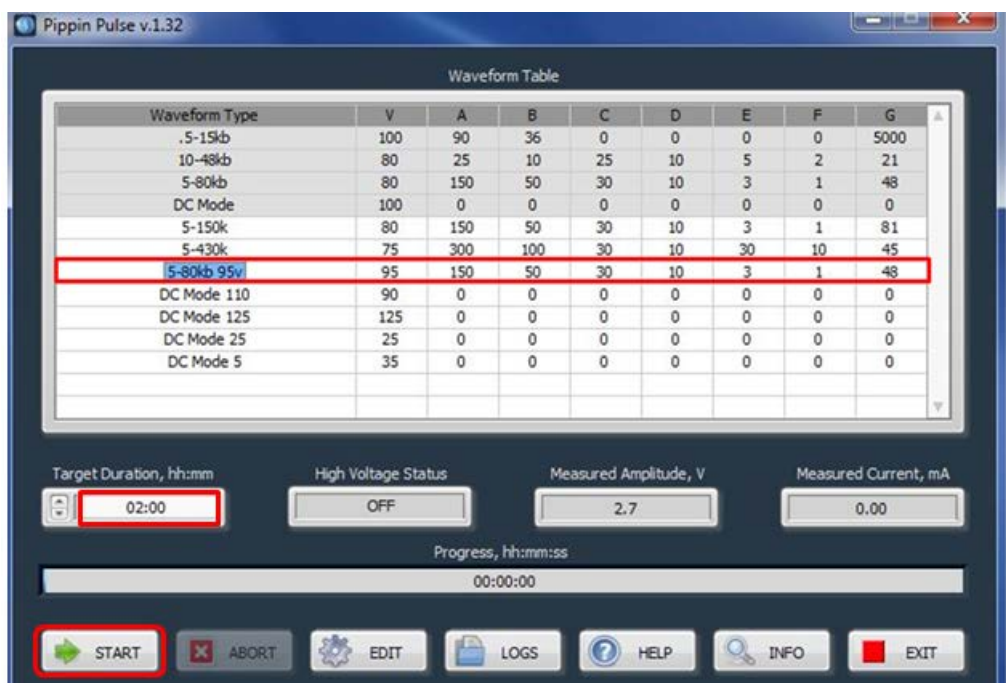 Pippin Pulse v.1.32
Waveform Table
Waveform Type V A B C D E F G
.5-15kb 100 90 36 0 0 0 0 5000
10-48kb 80 25 10 25 10 5 2 21
5-80kb 80 150 50 30 10 3 1 48
DC Mode 100 0 0 0 0 0 0 0
5-150k 80 150 50 30 10 3 1 81
5-430k 75 300 100 30 10 30 10 45
5-80kb 95v 95 150 50 30 10 3 1 48
DC Mode 110 90 0 0 0 0 0 0 0
DC Mode 125 125 0 0 0 0 0 0 0
DC Mode 25 25 0 0 0 0 0 0 0
DC Mode 5 35 0 0 0 0 0 0 0
Target Duration, hh:mm High Voltage Status Measured Amplitude, V Measured Current, mA
02:00 OFF 2.7 0.00
Progress, hh:mm:ss
00:00:00
START ABORT EDIT LOGS HELP INFO EXIT